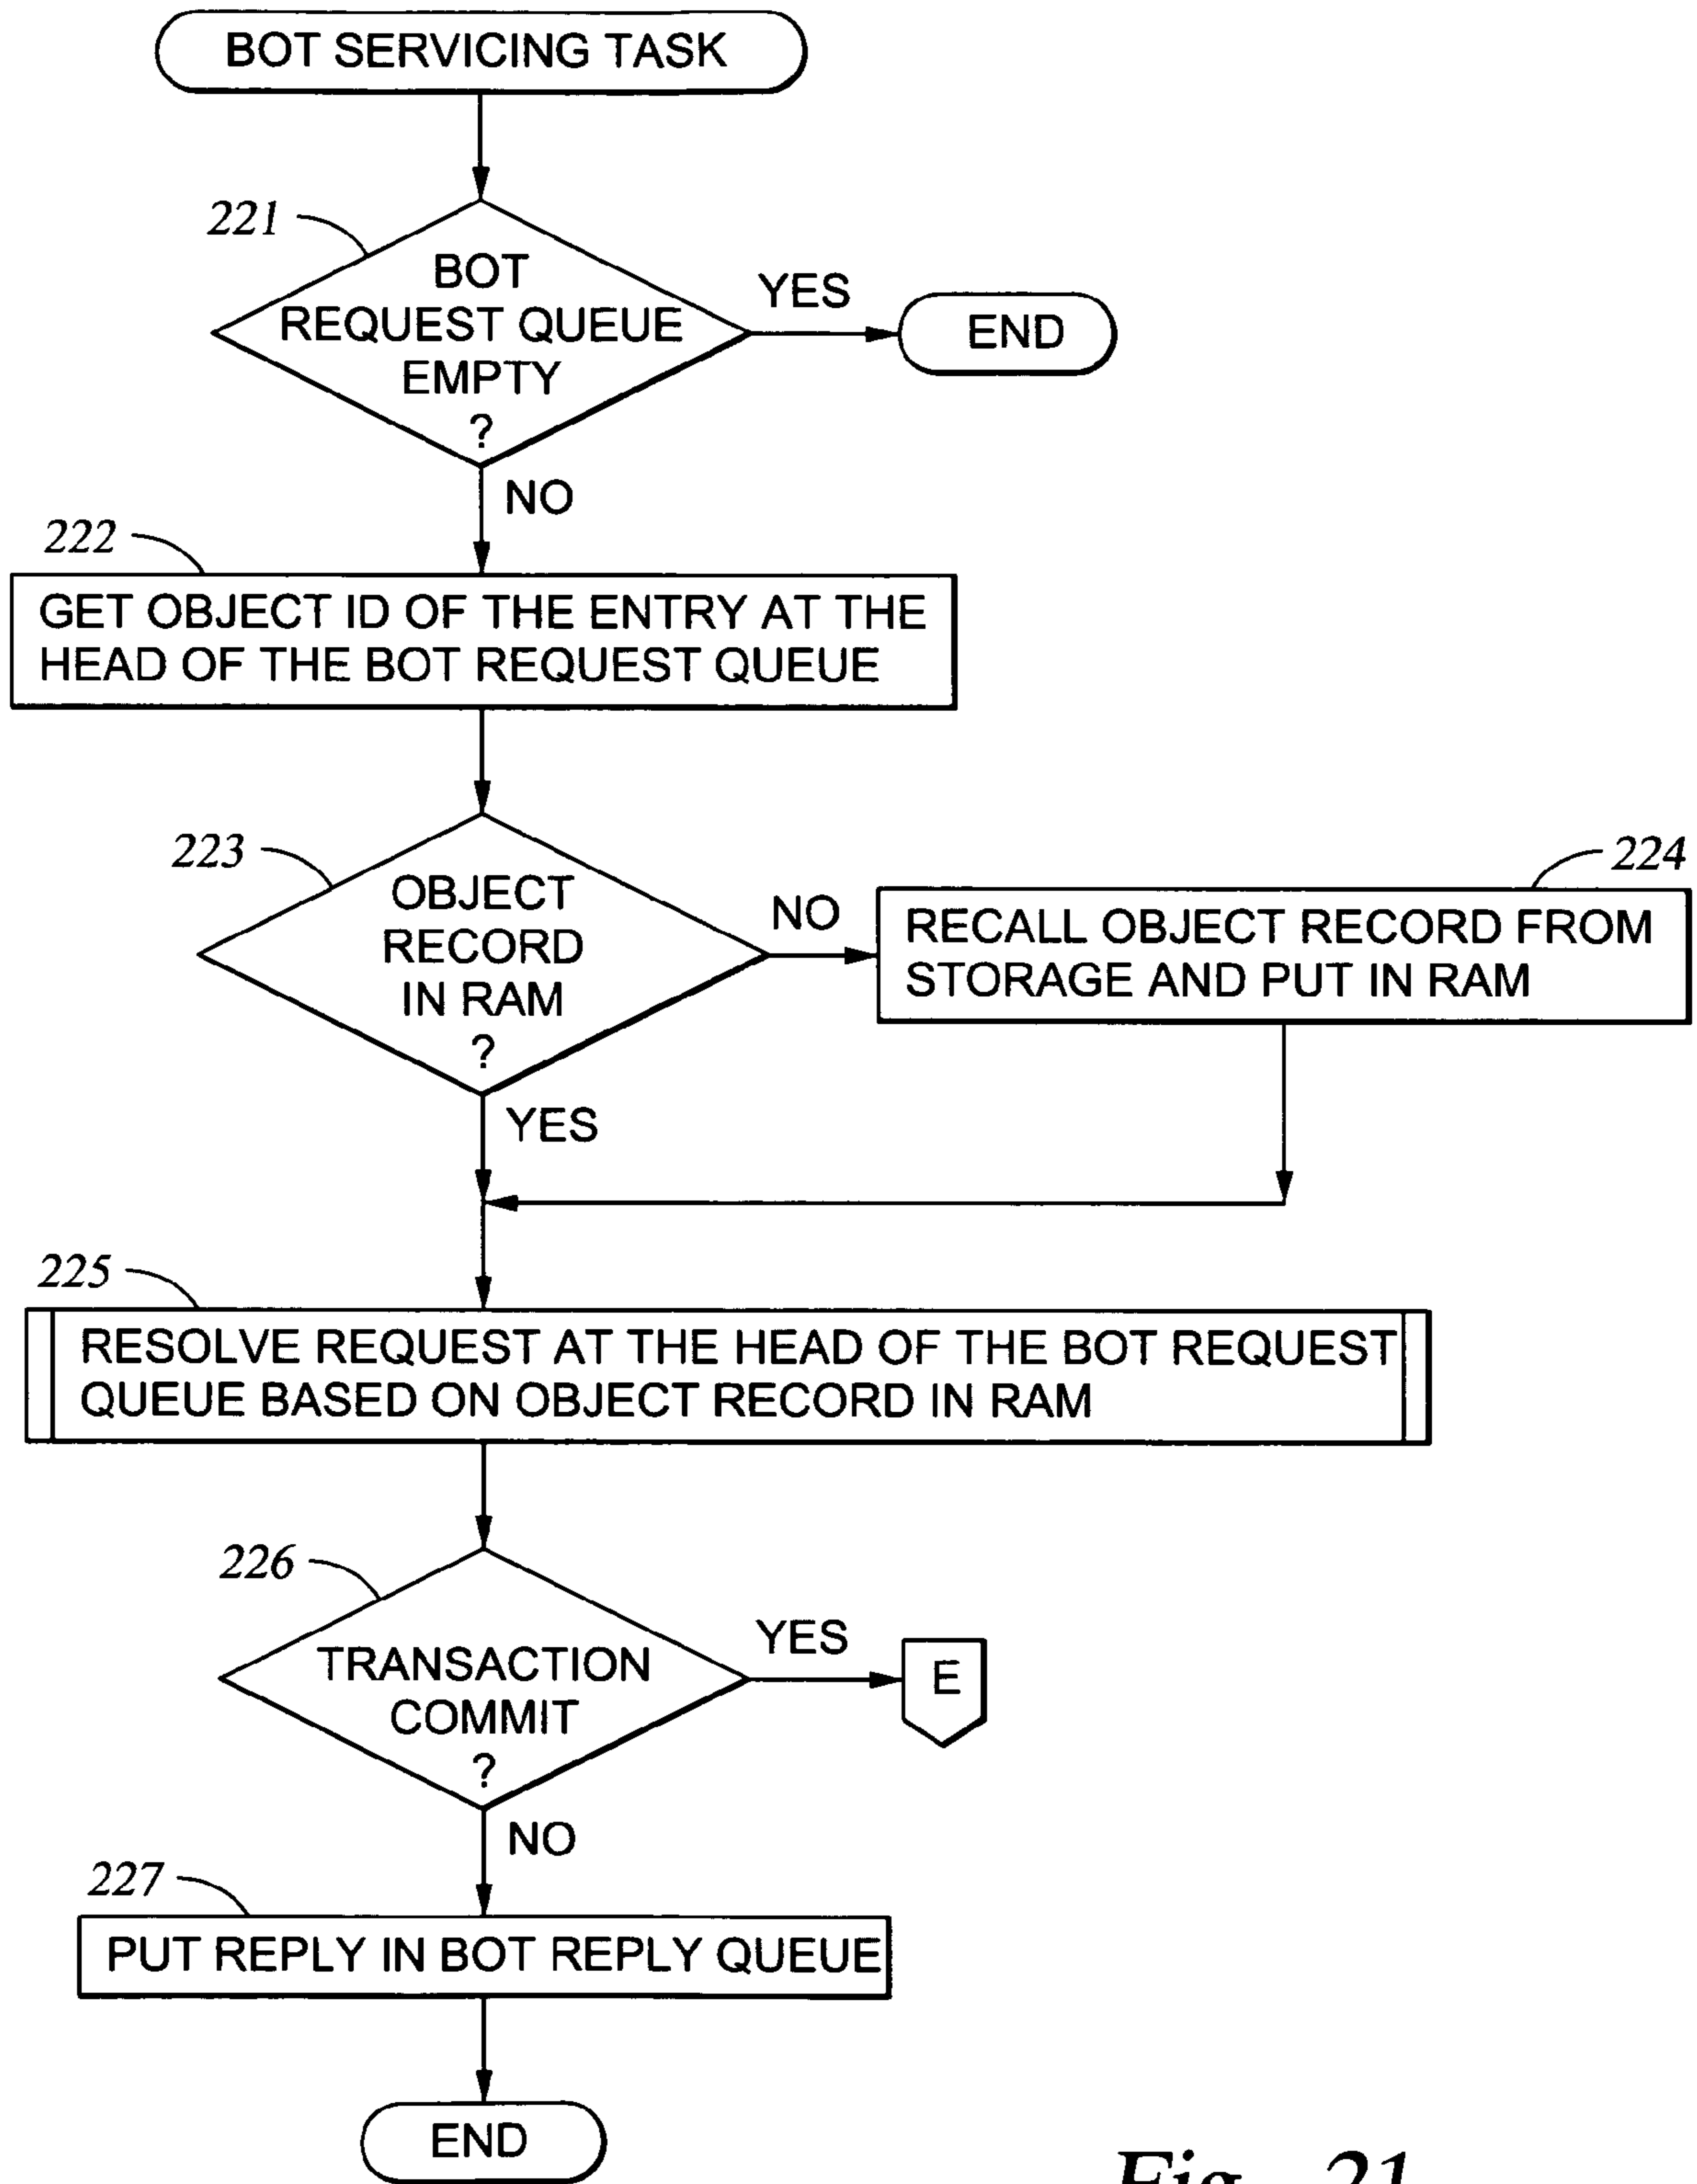 BOT SERVICING TASK
221
BOT
REQUEST QUEUE
EMPTY
?
YES
END
NO
222
GET OBJECT ID OF THE ENTRY AT THE
HEAD OF THE BOT REQUEST QUEUE
223
OBJECT
RECORD
IN RAM
?
NO
224
RECALL OBJECT RECORD FROM
STORAGE AND PUT IN RAM
YES
225
RESOLVE REQUEST AT THE HEAD OF THE BOT REQUEST
QUEUE BASED ON OBJECT RECORD IN RAM
226
TRANSACTION
COMMIT
?
YES
E
NO
227
PUT REPLY IN BOT REPLY QUEUE
END
Fig. 21